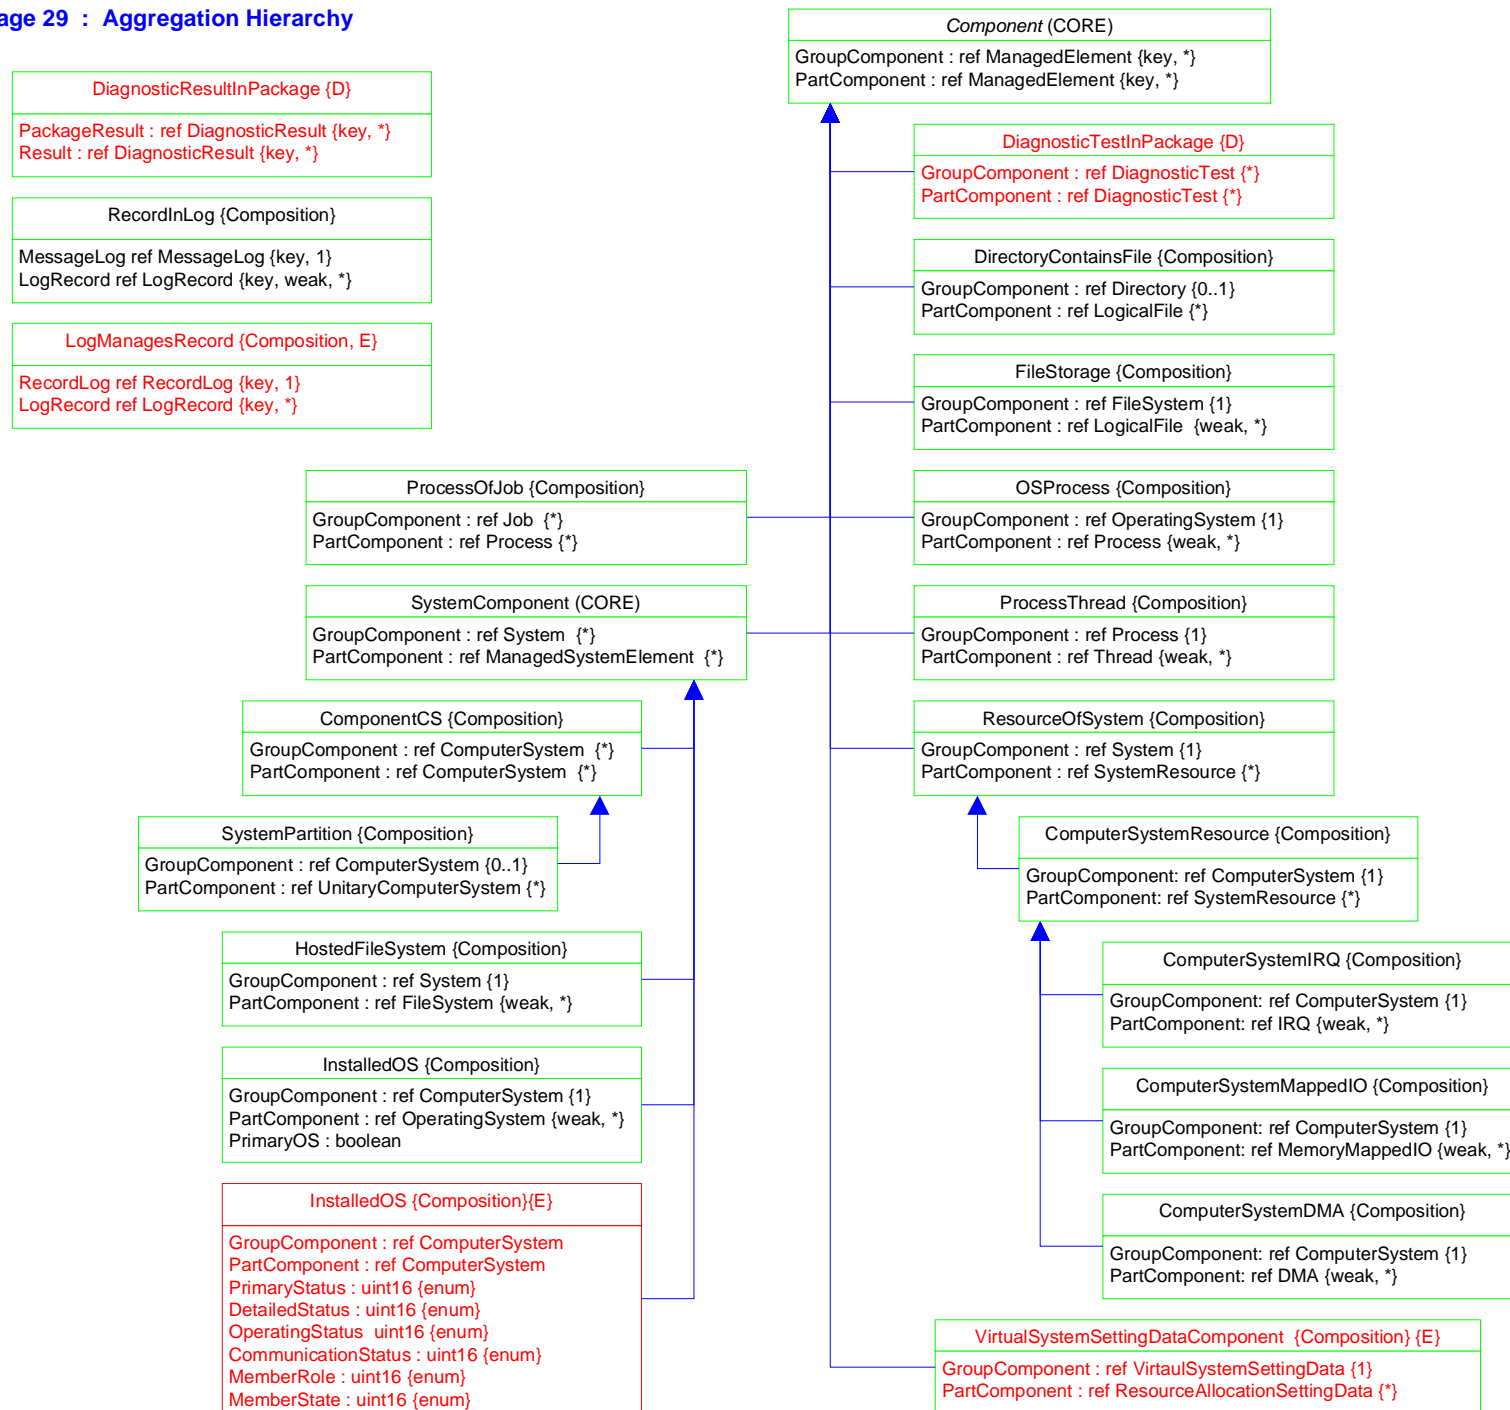 age 29 : Aggregation Hierarchy
Component (CORE)
GroupComponent : ref ManagedElement {key, *}
PartComponent : ref ManagedElement {key, *}
DiagnosticResultInPackage {D}
PackageResult : ref DiagnosticResult {key, *}
Result : ref DiagnosticResult {key, *}
RecordInLog {Composition}
MessageLog ref MessageLog {key, 1}
LogRecord ref LogRecord {key, weak, *}
LogManagesRecord {Composition, E}
RecordLog ref RecordLog {key, 1}
LogRecord ref LogRecord {key, *}
DiagnosticTestInPackage {D}
GroupComponent : ref DiagnosticTest {*}
PartComponent : ref DiagnosticTest {*}
DirectoryContainsFile {Composition}
GroupComponent : ref Directory {0..1}
PartComponent : ref LogicalFile {*}
FileStorage {Composition}
GroupComponent : ref FileSystem {1}
PartComponent : ref LogicalFile {weak, *}
ProcessOfJob {Composition}
GroupComponent : ref Job {*}
PartComponent : ref Process {*}
OSProcess {Composition}
GroupComponent : ref OperatingSystem {1}
PartComponent : ref Process {weak, *}
SystemComponent (CORE)
GroupComponent : ref System {*}
PartComponent : ref ManagedSystemElement {*}
ProcessThread {Composition}
GroupComponent : ref Process {1}
PartComponent : ref Thread {weak, *}
ComponentCS {Composition}
GroupComponent : ref ComputerSystem {*}
PartComponent : ref ComputerSystem {*}
ResourceOfSystem {Composition}
GroupComponent : ref System {1}
PartComponent : ref SystemResource {*}
SystemPartition {Composition}
GroupComponent : ref ComputerSystem {0..1}
PartComponent : ref UnitaryComputerSystem {*}
ComputerSystemResource {Composition}
GroupComponent: ref ComputerSystem {1}
PartComponent: ref SystemResource {*}
HostedFileSystem {Composition}
GroupComponent : ref System {1}
PartComponent : ref FileSystem {weak, *}
ComputerSystemIRQ {Composition}
GroupComponent: ref ComputerSystem {1}
PartComponent: ref IRQ {weak, *}
InstalledOS {Composition}
GroupComponent : ref ComputerSystem {1}
PartComponent : ref OperatingSystem {weak, *}
PrimaryOS : boolean
ComputerSystemMappedIO {Composition}
GroupComponent: ref ComputerSystem {1}
PartComponent: ref MemoryMappedIO {weak, *}
InstalledOS {Composition}{E}
GroupComponent : ref ComputerSystem
PartComponent : ref ComputerSystem
PrimaryStatus : uint16 {enum}
DetailedStatus : uint16 {enum}
OperatingStatus uint16 {enum}
CommunicationStatus : uint16 {enum}
MemberRole : uint16 {enum}
MemberState : uint16 {enum}
ComputerSystemDMA {Composition}
GroupComponent: ref ComputerSystem {1}
PartComponent: ref DMA {weak, *}
VirtualSystemSettingDataComponent {Composition} {E}
GroupComponent : ref VirtaulSystemSettingData {1}
PartComponent : ref ResourceAllocationSettingData {*}